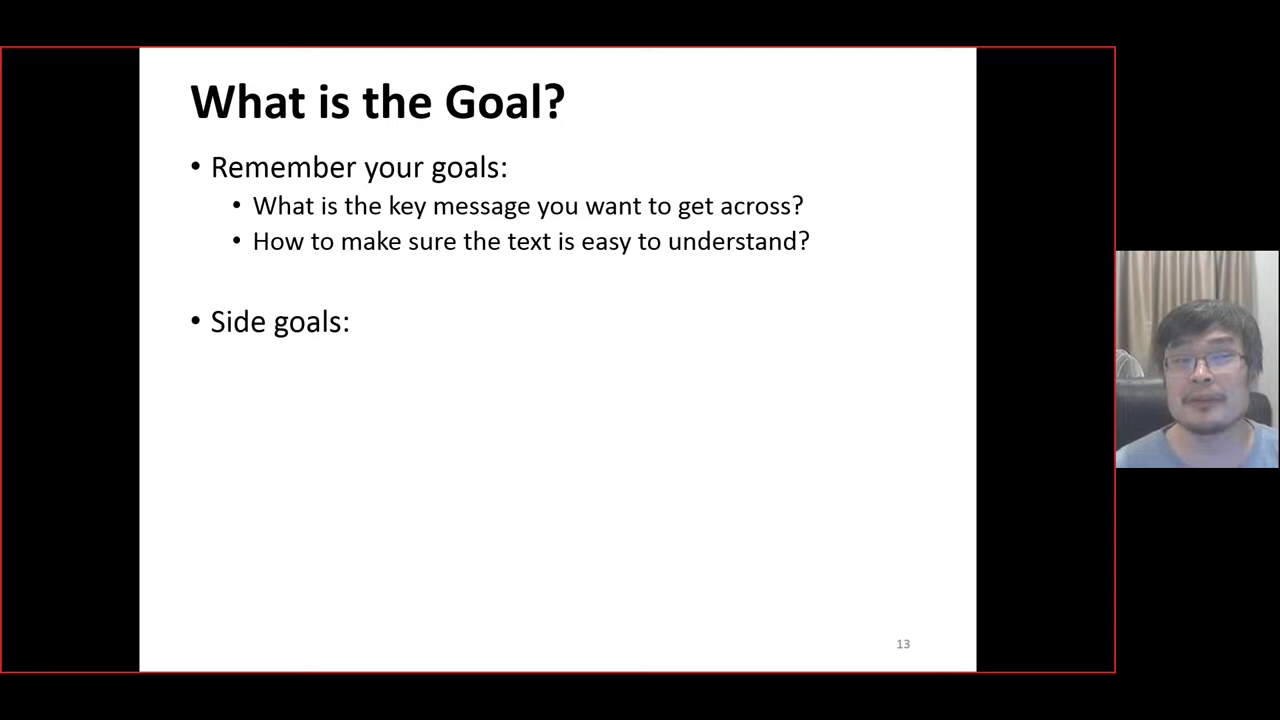 What is the Goal?
• Remember your goals:
• What is the key message you want to get across?
• How to make sure the text is easy to understand?
• Side goals:
13